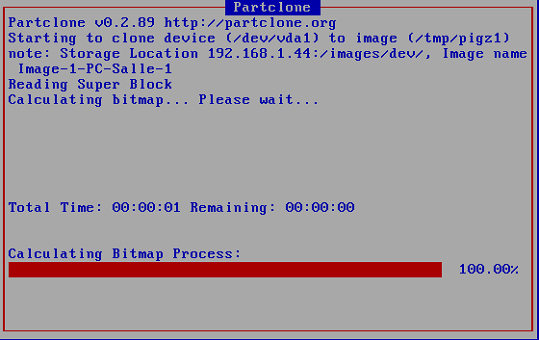 Partclone
Partclone v0.2.89 http://partclone.org
Starting to clone device (/dev/vda1) to image (/tmp/pigz1)
note: Storage Location 192.168.1.44:/images/dev/, Image name
Image-1-PC-Salle-1
Reading Super Block
Calculating bitmap... Please wait...
Total Time: 00:00:01 Remaining: 00:00:00
Calculating Bitmap Process:
100.00%